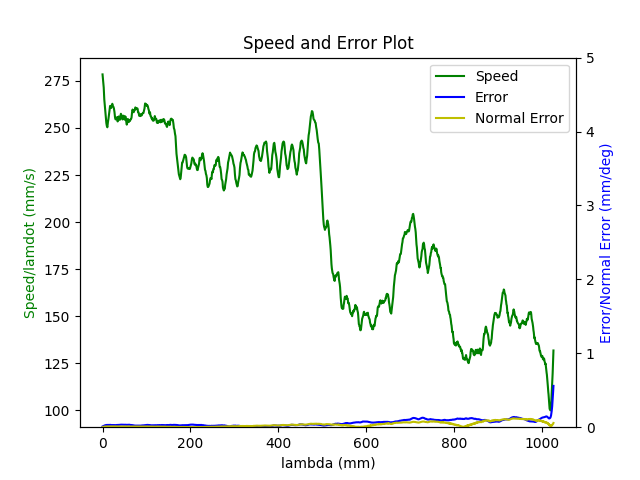 Speed and Error Plot
Speed
Error
Normal Error
Speed/lamdot (mm/s)
275
250
225
200
175
150
125
100
5
4
3
2
1
0
Error/Normal Error (mm/deg)
0
200
400
600
800
1000
lambda (mm)